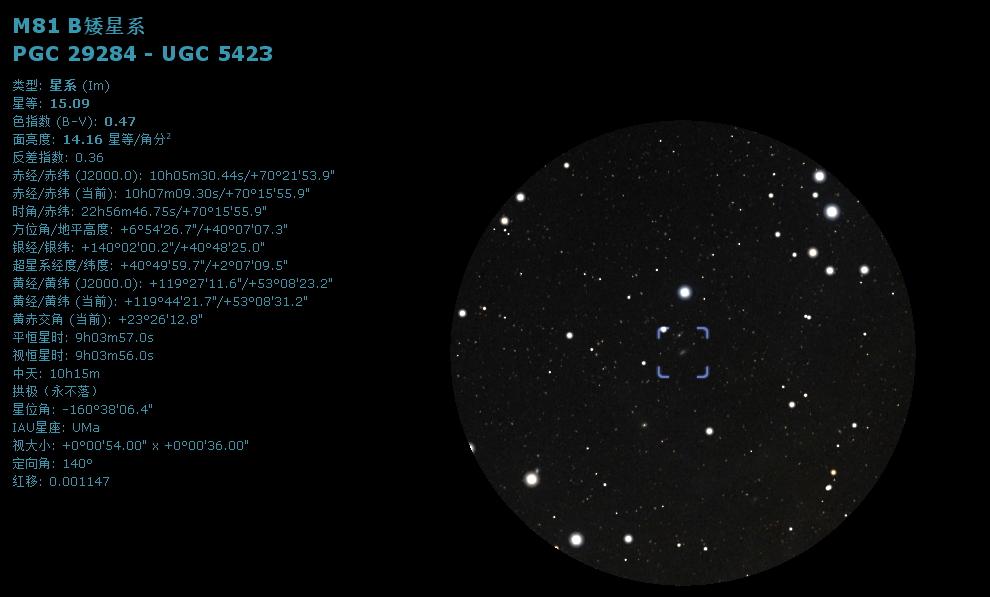 M81 B矮星系
PGC 29284 - UGC 5423
类型: 星系 (Im)
星等: 15.09
色指数 (B-V): 0.47
面亮度: 14.16 星等/角分²
反差指数: 0.36
赤经/赤纬 (J2000.0): 10h05m30.44s/+70°21'53.9"
赤经/赤纬 (当前): 10h07m09.30s/+70°15'55.9"
时角/赤纬: 22h56m46.75s/+70°15'55.9"
方位角/地平高度: +6°54'26.7"/+40°07'07.3"
银经/银纬: +140°02'00.2"/+40°48'25.0"
超星系经度/纬度: +40°49'59.7"/+2°07'09.5"
黄经/黄纬 (J2000.0): +119°27'11.6"/+53°08'23.2"
黄经/黄纬 (当前): +119°44'21.7"/+53°08'31.2"
黄赤交角 (当前): +23°26'12.8"
平恒星时: 9h03m57.0s
视恒星时: 9h03m56.0s
中天: 10h15m
拱极（永不落）
星位角: -160°38'06.4"
IAU星座: UMa
视大小: +0°00'54.00" x +0°00'36.00"
定向角: 140°
红移: 0.001147